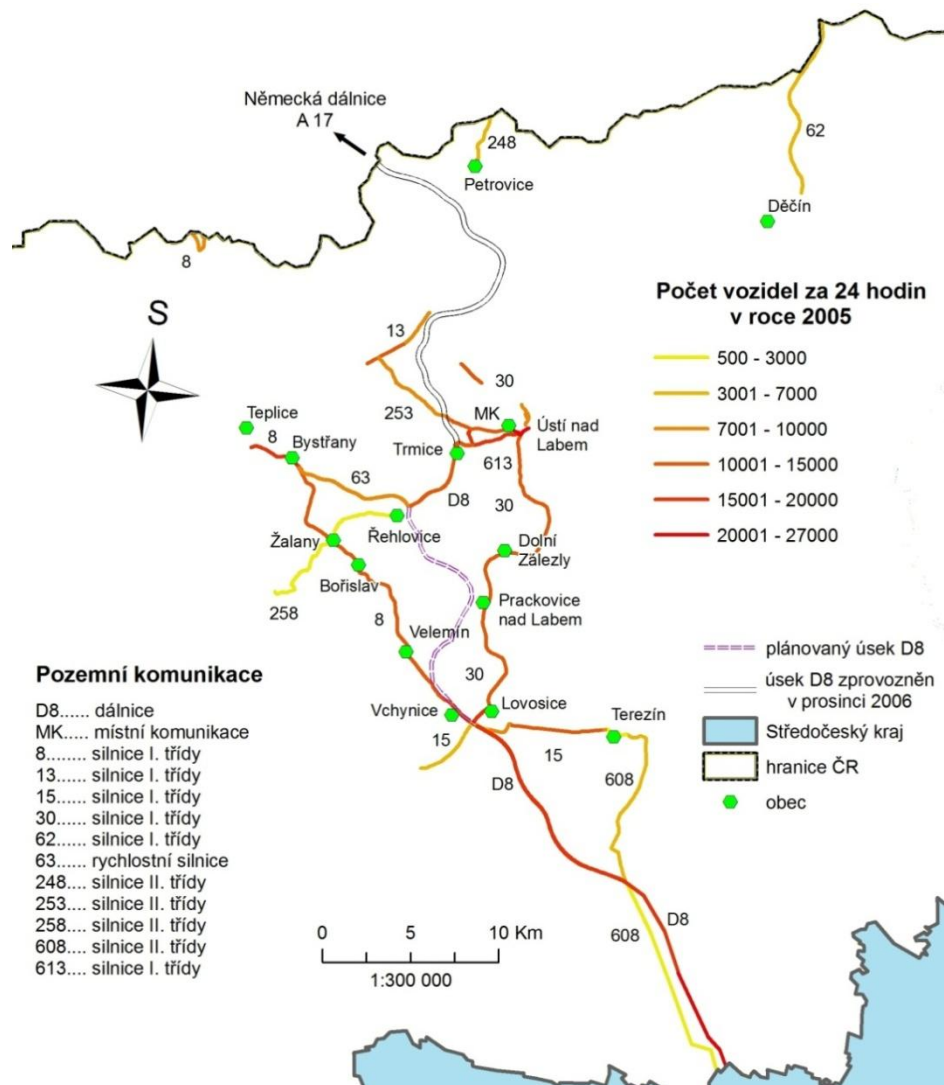 Německá dálnice
A 17
248
Petrovice
62
Děčín
8
S
Počet vozidel za 24 hodin
v roce 2005
500 - 3000
3001 - 7000
7001 - 10000
10001 - 15000
15001 - 20000
20001 - 27000
13
30
253
MK
Ústí nad
Labem
Teplice
8
Bystřany
Trmice
613
63
D8
30
Řehlovice
Žalany
Dolní
Zálezly
Bořislav
258
8
Prackovice
nad Labem
Velemín
30
Vchynice
Lovosice
Terezín
15
15
608
D8
D8
608
plánovaný úsek D8
úsek D8 zprovozněn
v prosinci 2006
Středočeský kraj
hranice ČR
obec
Pozemní komunikace
D8...... dálnice
MK..... místní komunikace
8........ silnice I. třídy
13...... silnice I. třídy
15...... silnice I. třídy
30...... silnice I. třídy
62...... silnice I. třídy
63...... rychlostní silnice
248.... silnice II. třídy
253.... silnice II. třídy
258.... silnice II. třídy
608.... silnice II. třídy
613.... silnice I. třídy
0 5 10 Km
1:300 000